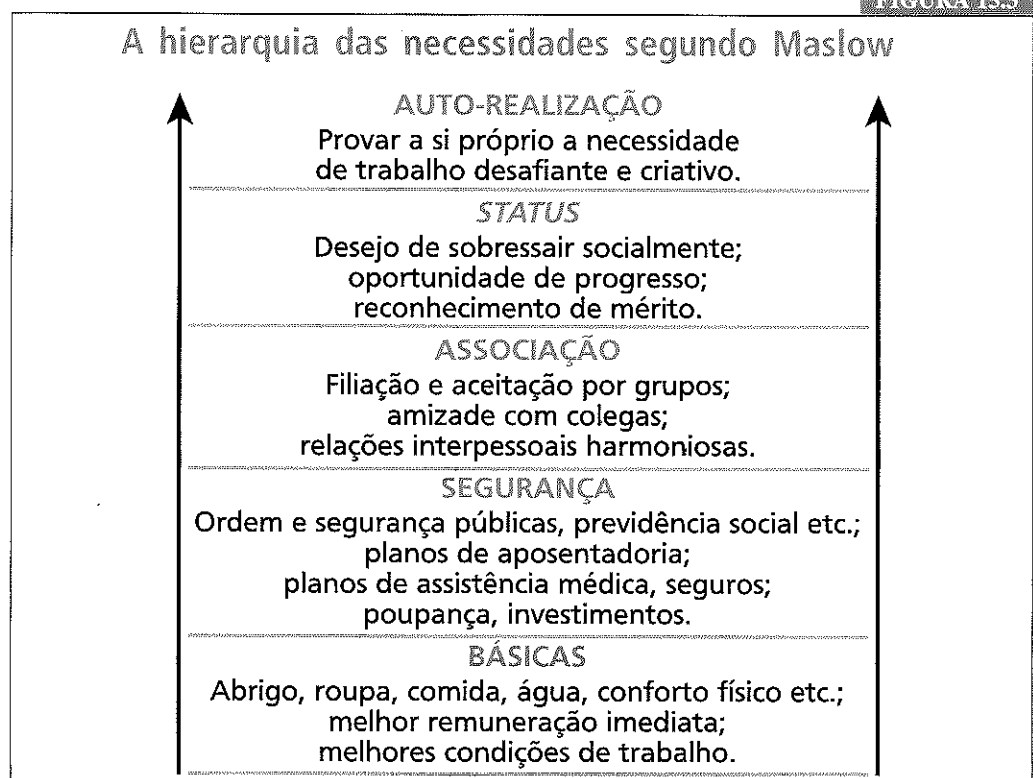 FIGURA 13.5
A hierarquia das necessidades segundo Maslow
AUTO-REALIZAÇÃO
Provar a si próprio a necessidade
de trabalho desafiante e criativo.
STATUS
Desejo de sobressair socialmente;
oportunidade de progresso;
reconhecimento de mérito.
ASSOCIAÇÃO
Filiação e aceitação por grupos;
amizade com colegas;
relações interpessoais harmoniosas.
SEGURANÇA
Ordem e segurança públicas, previdência social etc.;
planos de aposentadoria;
planos de assistência médica, seguros;
poupança, investimentos.
BÁSICAS
Abrigo, roupa, comida, água, conforto físico etc.;
melhor remuneração imediata;
melhores condições de trabalho.